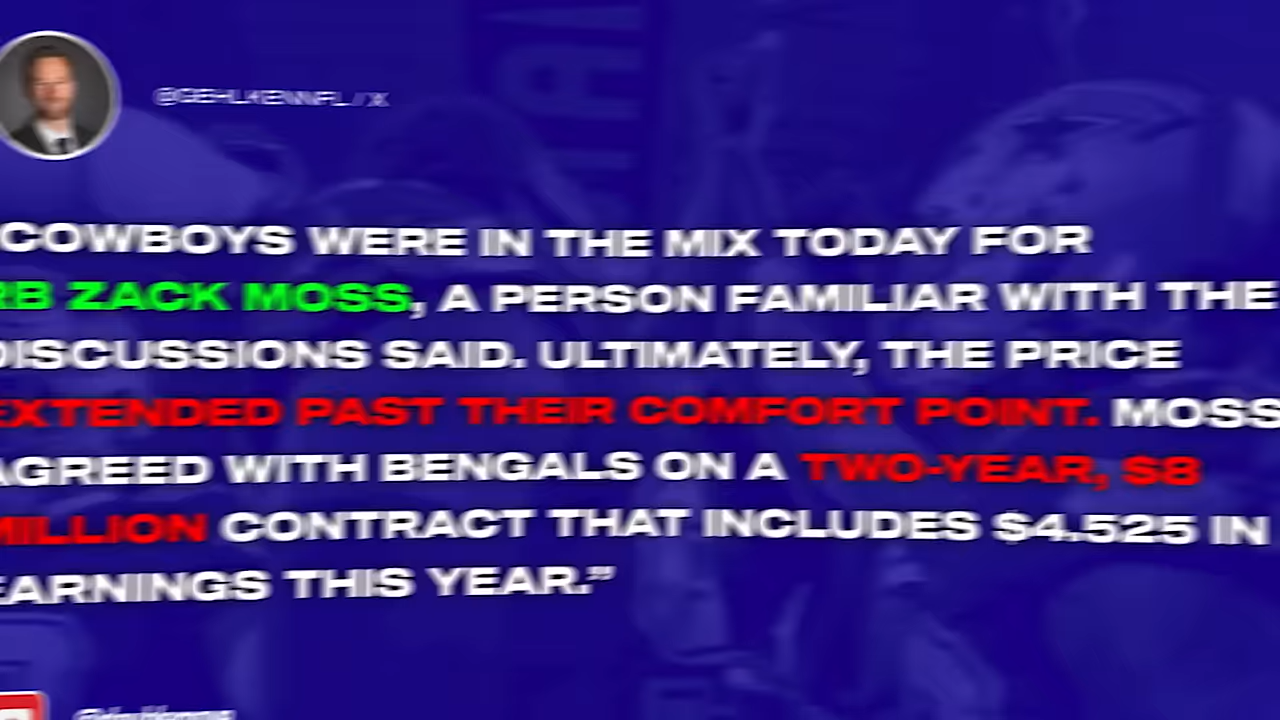 @GEHLKENNFL / X
COWBOYS WERE IN THE MIX TODAY FOR
RB ZACK MOSS, A PERSON FAMILIAR WITH THE
DISCUSSIONS SAID. ULTIMATELY, THE PRICE
EXTENDED PAST THEIR COMFORT POINT. MOSS
AGREED WITH BENGALS ON A TWO-YEAR, $8
MILLION CONTRACT THAT INCLUDES $4.525 IN
EARNINGS THIS YEAR.”